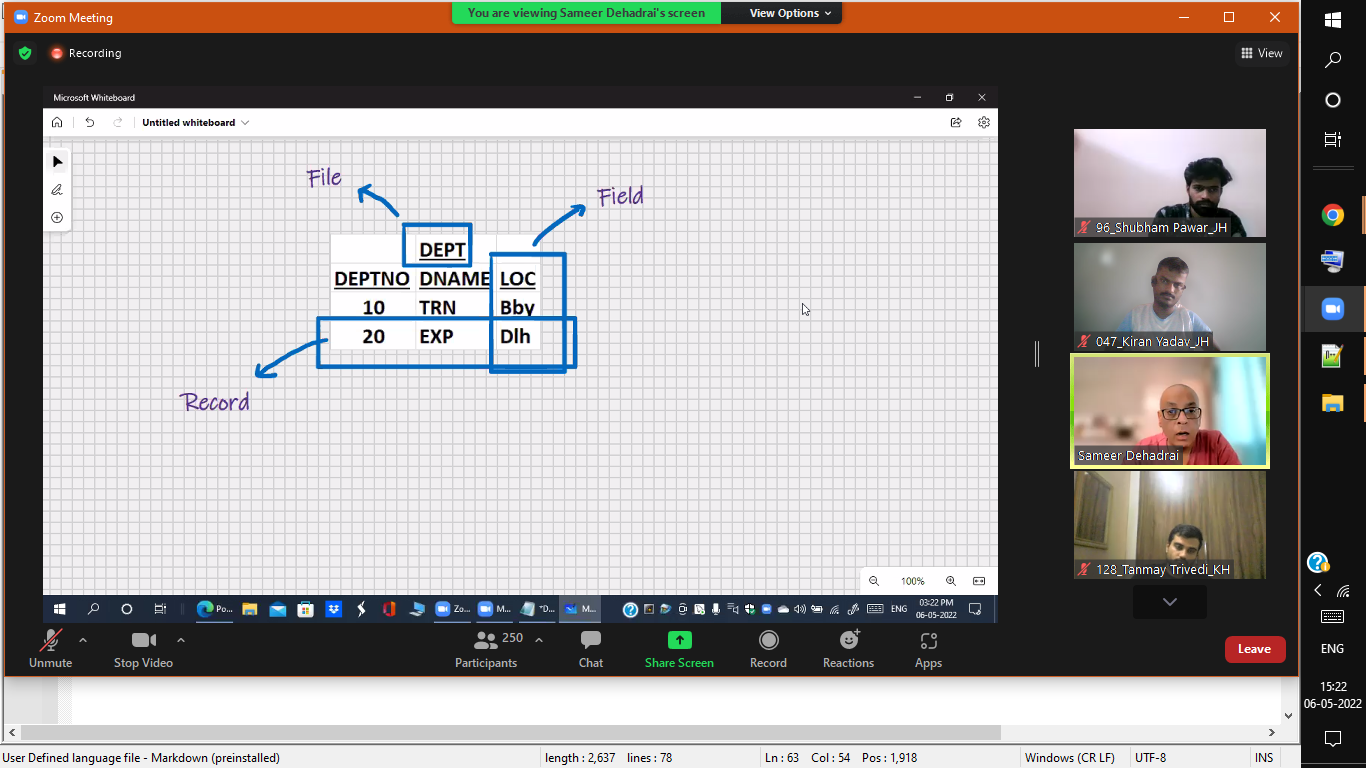 You are viewing Sameer Dehadrai's screen
View Options
Zoom Meeting
Recording
View
Microsoft Whiteboard
Untitled whiteboard
File
Field
DEPT
DEPTNO DNAME LOC
10 TRN Bby
20 EXP Dlh
Record
96_Shubham Pawar_JH
047_Kiran Yadav_JH
Sameer Dehadrai
128_Tanmay Trivedi_KH
100%
Po...
Zo...
M...
"D...
M...
ENG
03:22 PM
06-05-2022
Unmute
Stop Video
Participants
250
Chat
Share Screen
Record
Reactions
Apps
Leave
ENG
15:22
06-05-2022
User Defined language file - Markdown (preinstalled)
length : 2,637 lines : 78
Ln : 63 Col : 54 Pos : 1,918
Windows (CR LF)
UTF-8
INS